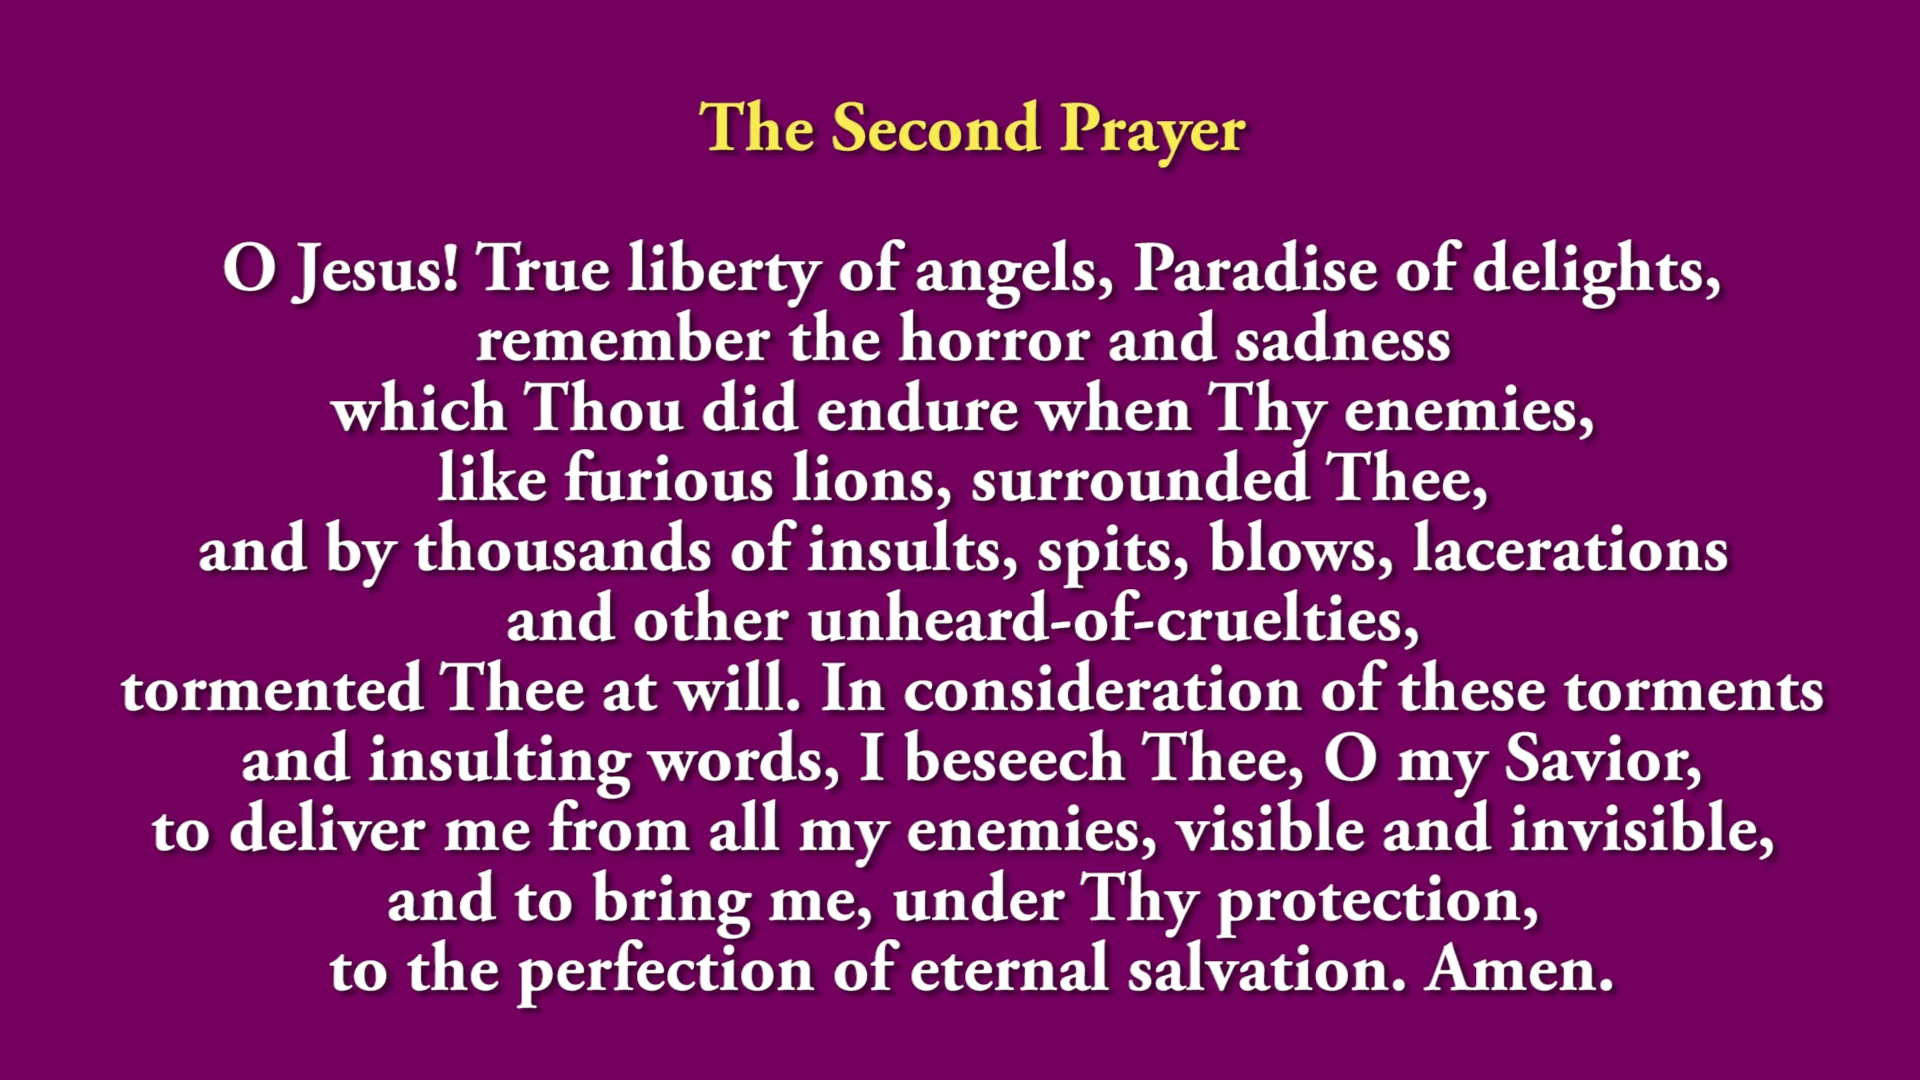 The Second Prayer
O Jesus! True liberty of angels, Paradise of delights,
remember the horror and sadness
which Thou did endure when Thy enemies,
like furious lions, surrounded Thee,
and by thousands of insults, spits, blows, lacerations
and other unheard-of-cruelties,
tormented Thee at will. In consideration of these torments
and insulting words, I beseech Thee, O my Savior,
to deliver me from all my enemies, visible and invisible,
and to bring me, under Thy protection,
to the perfection of eternal salvation. Amen.